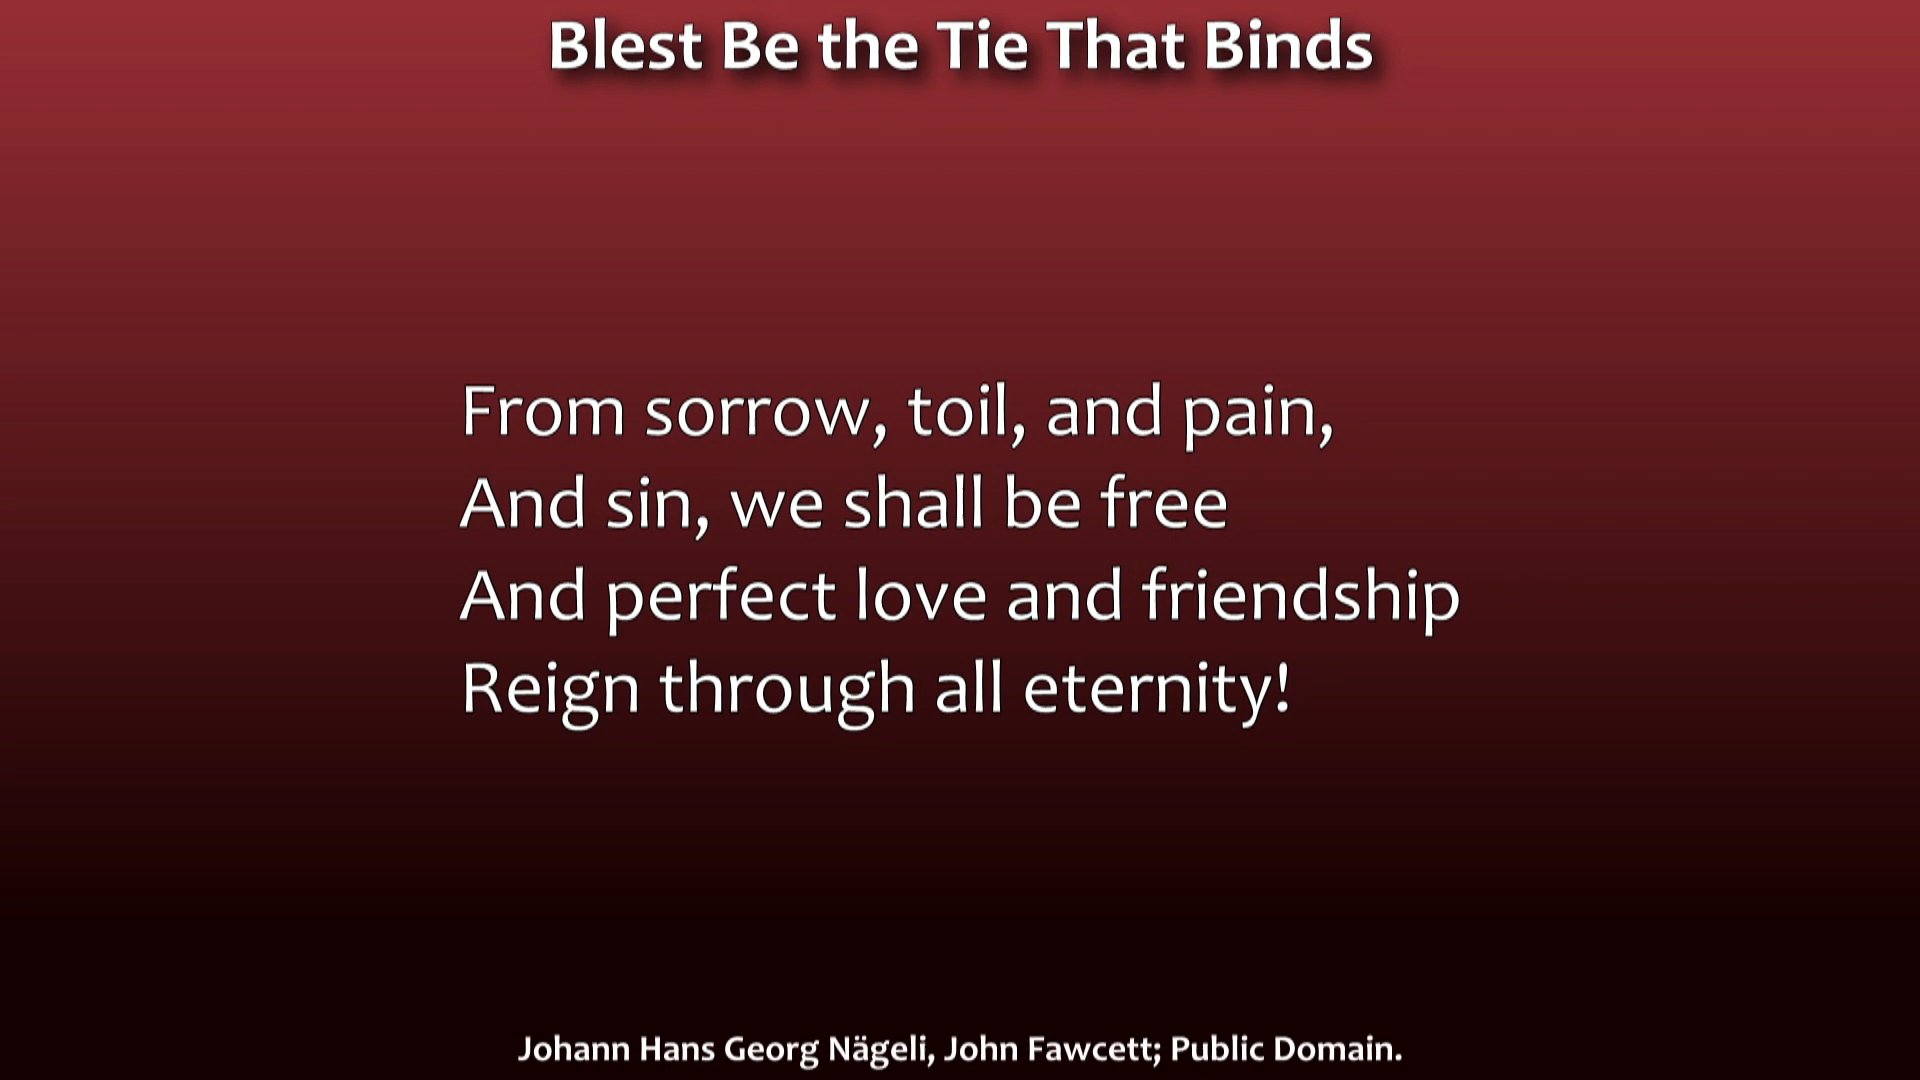 Blest Be the Tie That Binds
From sorrow, toil, and pain,
And sin, we shall be free
And perfect love and friendship
Reign through all eternity!
Johann Hans Georg Nägeli, John Fawcett; Public Domain.